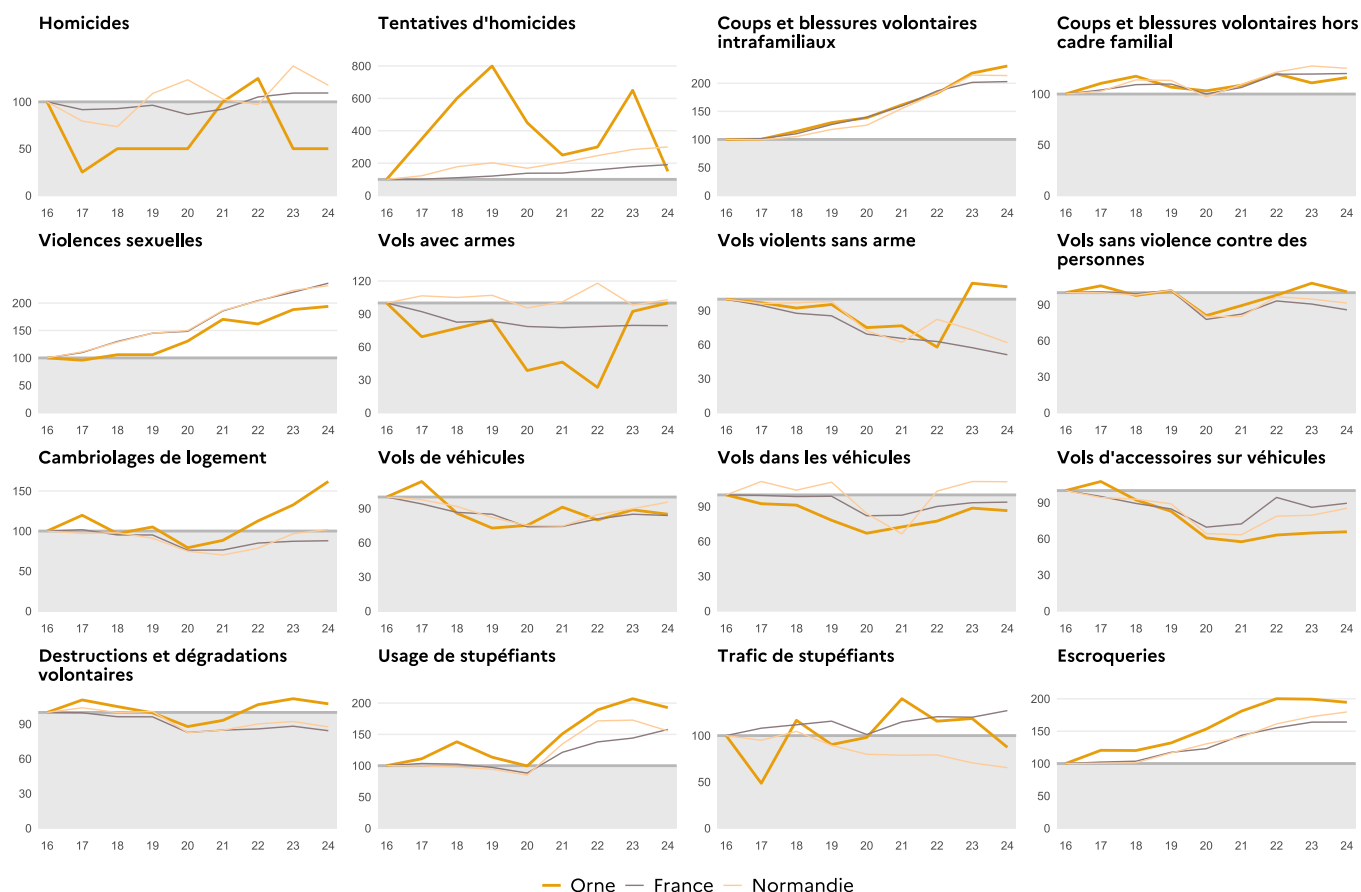 Homicides
100
50
0
16 17 18 19 20 21 22 23 24
Tentatives d'homicides
800
600
400
200
0
16 17 18 19 20 21 22 23 24
Coups et blessures volontaires
intrafamiliaux
200
150
100
50
0
16 17 18 19 20 21 22 23 24
Coups et blessures volontaires hors
cadre familial
100
50
0
16 17 18 19 20 21 22 23 24
Violences sexuelles
200
150
100
50
0
16 17 18 19 20 21 22 23 24
Vols avec armes
120
90
60
30
0
16 17 18 19 20 21 22 23 24
Vols violents sans arme
90
60
30
0
16 17 18 19 20 21 22 23 24
Vols sans violence contre des
personnes
90
60
30
0
16 17 18 19 20 21 22 23 24
Cambriolages de logement
150
100
50
0
16 17 18 19 20 21 22 23 24
Vols de véhicules
90
60
30
0
16 17 18 19 20 21 22 23 24
Vols dans les véhicules
90
60
30
0
16 17 18 19 20 21 22 23 24
Vols d'accessoires sur véhicules
90
60
30
0
16 17 18 19 20 21 22 23 24
Destructions et dégradations
volontaires
90
60
30
0
16 17 18 19 20 21 22 23 24
Usage de stupéfiants
200
150
100
50
0
16 17 18 19 20 21 22 23 24
Trafic de stupéfiants
100
50
0
16 17 18 19 20 21 22 23 24
Escroqueries
200
150
100
50
0
16 17 18 19 20 21 22 23 24
Orne France Normandie